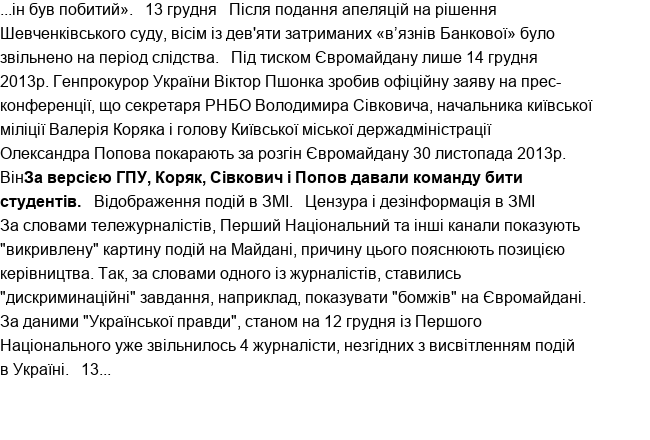 ...ін був побитий».   13 грудня   Після подання апеляцій на рішення
Шевченківського суду, вісім із дев'яти затриманих «в’язнів Банкової» було
звільнено на період слідства.   Під тиском Євромайдану лише 14 грудня
2013р. Генпрокурор України Віктор Пшонка зробив офіційну заяву на прес-
конференції, що секретаря РНБО Володимира Сівковича, начальника київської
міліції Валерія Коряка і голову Київської міської держадміністрації
Олександра Попова покарають за розгін Євромайдану 30 листопада 2013р.
ВінЗа версією ГПУ, Коряк, Сівкович і Попов давали команду бити
студентів.   Відображення подій в ЗМІ.   Цензура і дезінформація в ЗМІ
За словами тележурналістів, Перший Національний та інші канали показують
"викривлену" картину подій на Майдані, причину цього пояснюють позицією
керівництва. Так, за словами одного із журналістів, ставились
"дискриминаційні" завдання, наприклад, показувати "бомжів" на Євромайдані.
За даними "Української правди", станом на 12 грудня із Першого
Національного уже звільнилось 4 журналісти, незгідних з висвітленням подій
в Україні.   13...